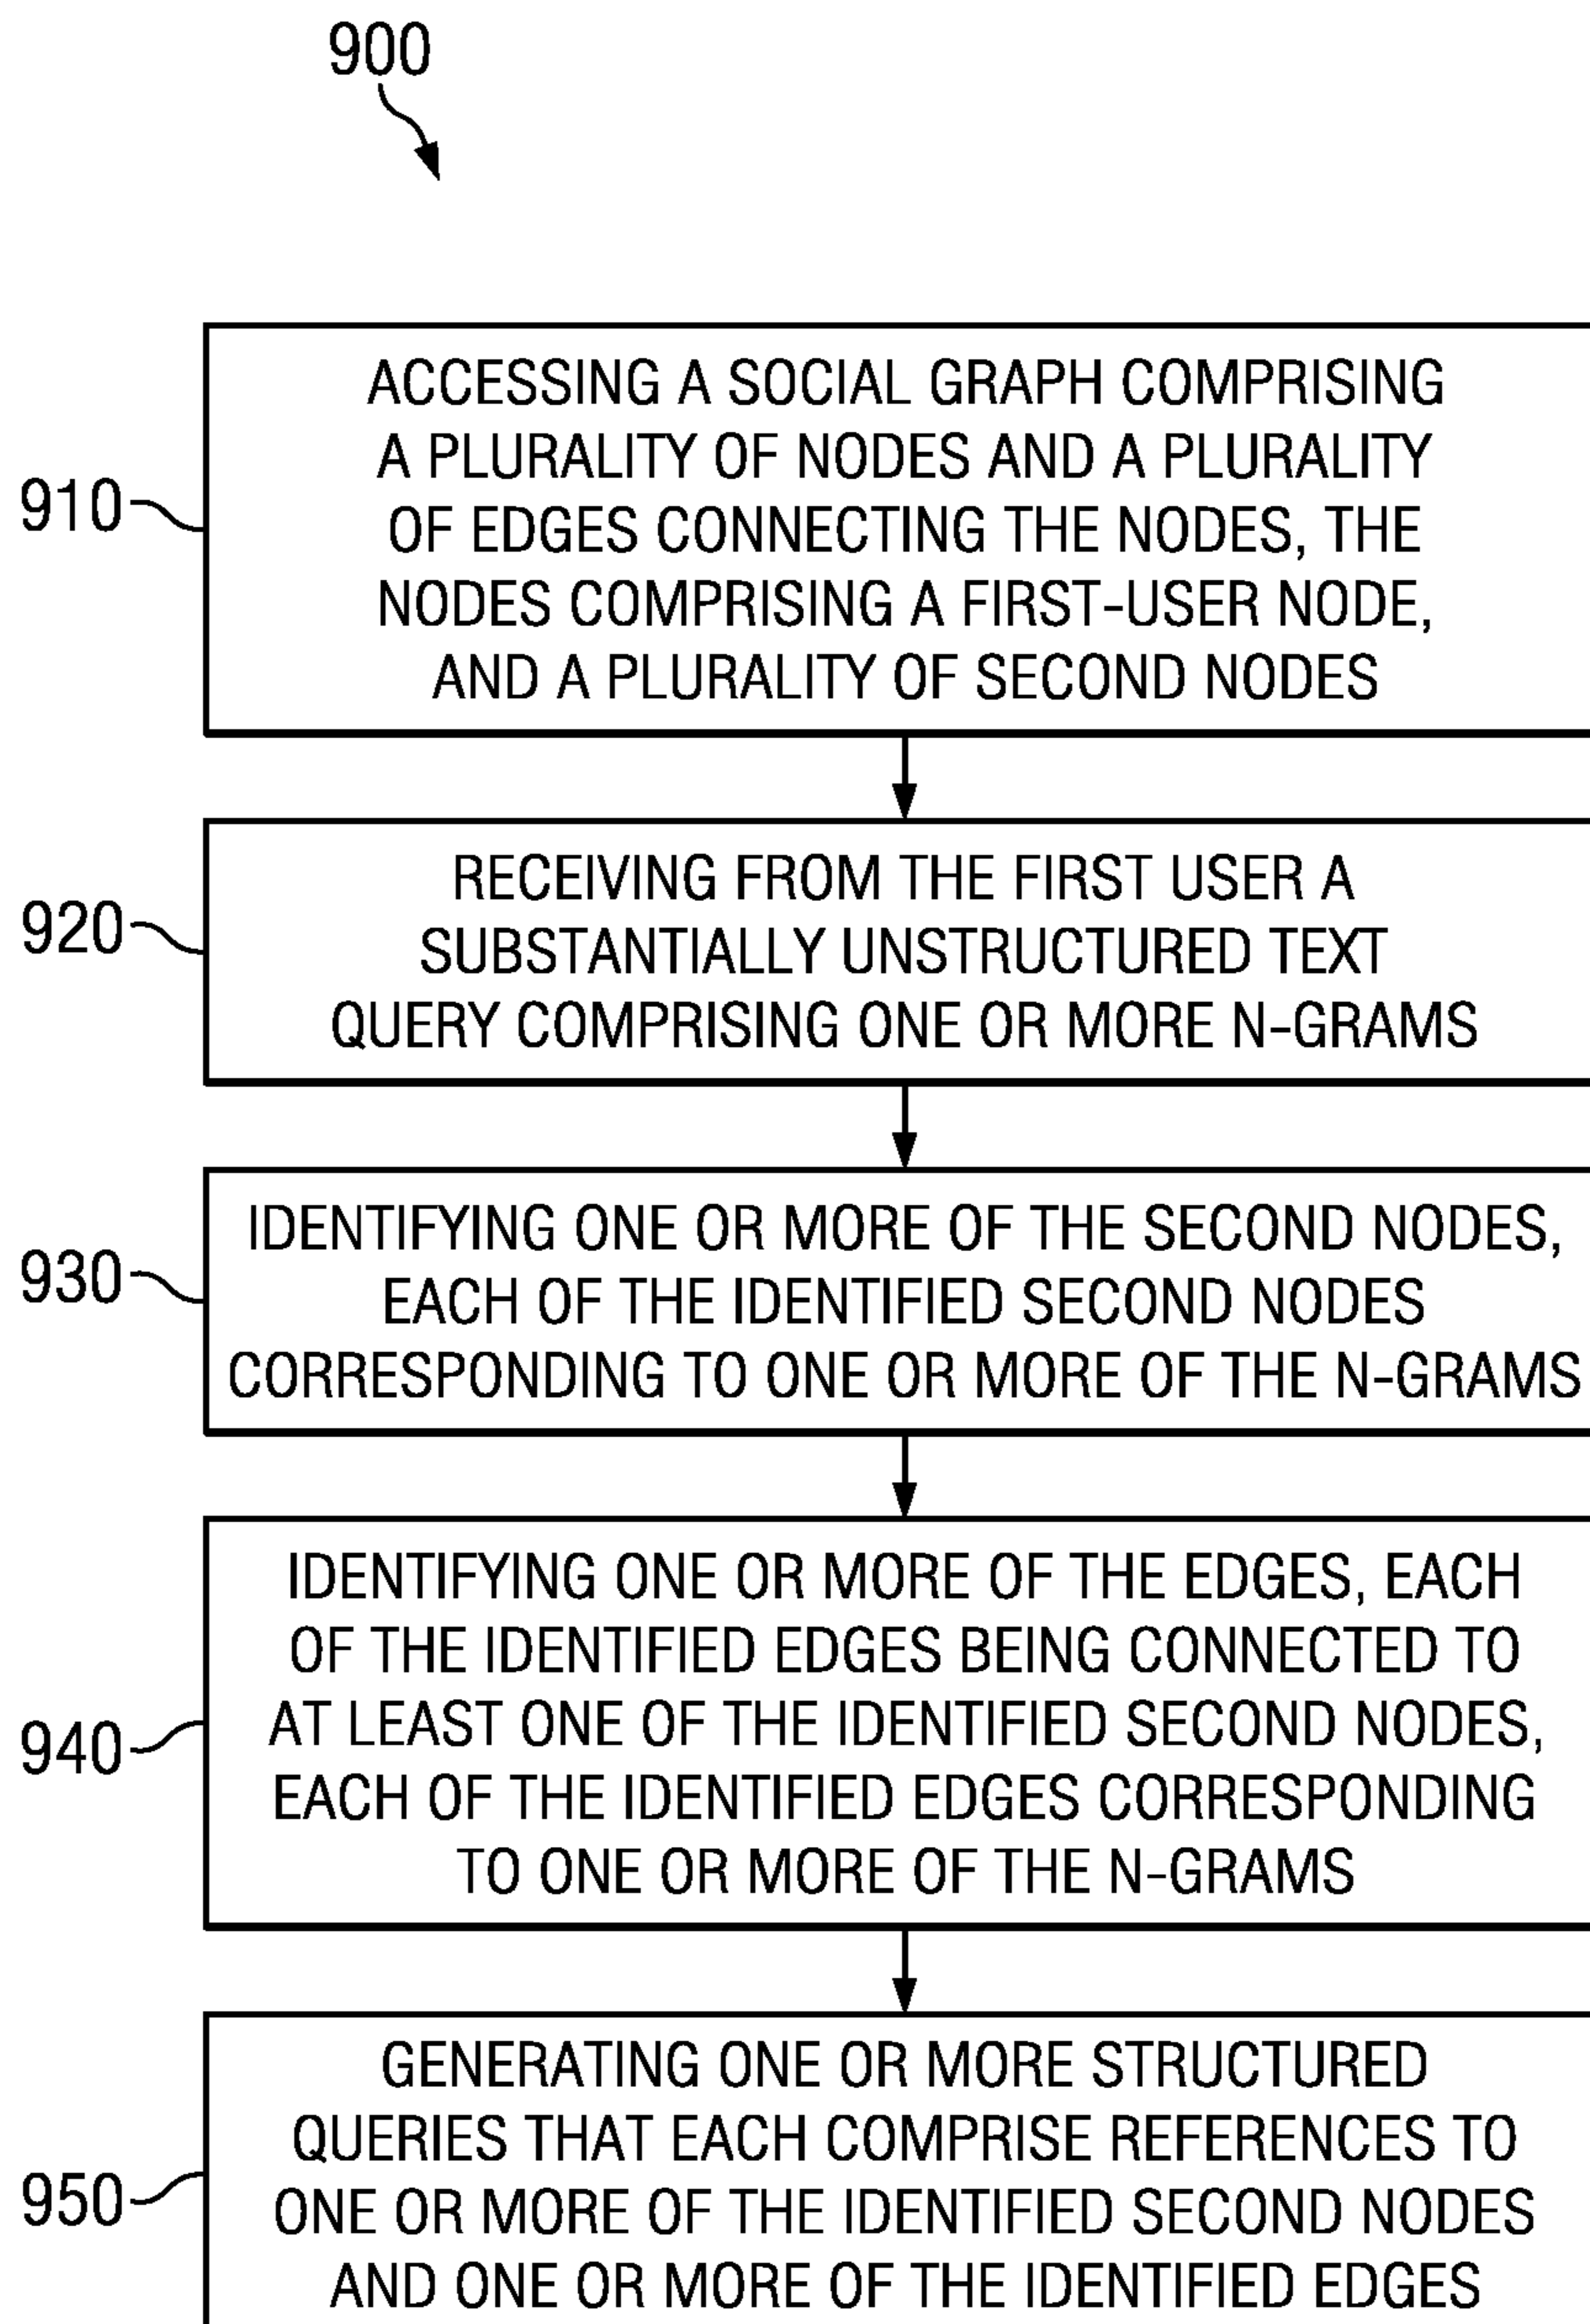 900
910
ACCESSING A SOCIAL GRAPH COMPRISING
A PLURALITY OF NODES AND A PLURALITY
OF EDGES CONNECTING THE NODES, THE
NODES COMPRISING A FIRST-USER NODE,
AND A PLURALITY OF SECOND NODES
920
RECEIVING FROM THE FIRST USER A
SUBSTANTIALLY UNSTRUCTURED TEXT
QUERY COMPRISING ONE OR MORE N-GRAMS
930
IDENTIFYING ONE OR MORE OF THE SECOND NODES,
EACH OF THE IDENTIFIED SECOND NODES
CORRESPONDING TO ONE OR MORE OF THE N-GRAMS
940
IDENTIFYING ONE OR MORE OF THE EDGES, EACH
OF THE IDENTIFIED EDGES BEING CONNECTED TO
AT LEAST ONE OF THE IDENTIFIED SECOND NODES,
EACH OF THE IDENTIFIED EDGES CORRESPONDING
TO ONE OR MORE OF THE N-GRAMS
950
GENERATING ONE OR MORE STRUCTURED
QUERIES THAT EACH COMPRISE REFERENCES TO
ONE OR MORE OF THE IDENTIFIED SECOND NODES
AND ONE OR MORE OF THE IDENTIFIED EDGES